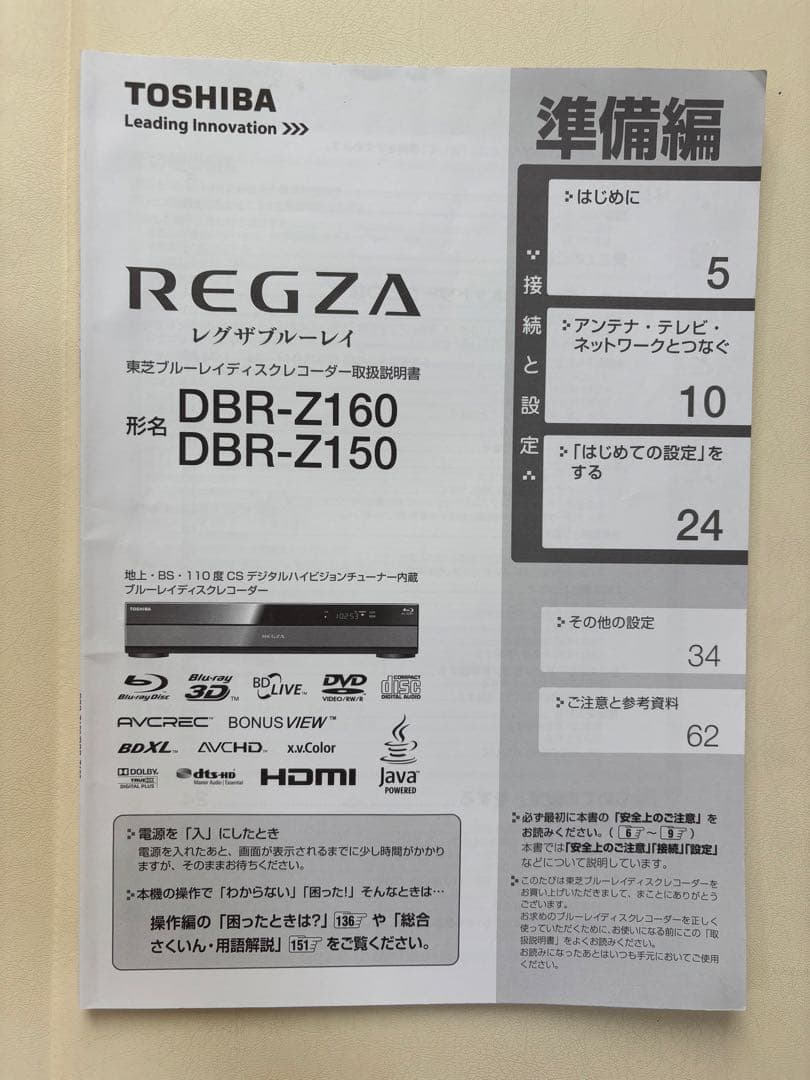 TOSHIBA
Leading Innovation >>>
REGZA
レグザブルーレイ
東芝ブルーレイディスクレコーダー取扱説明書
形名 DBR-Z160
DBR-Z150
地上・BS・110度CSデジタルハイビジョンチューナー内蔵
ブルーレイディスクレコーダー
TOSHIBA
REGZA
Blu-ray Disc
Blu-ray 3D TM
BD LIVE TM
DVD VIDEO/RW/R
COMPACT disc DIGITAL AUDIO
AVCREC TM BONUSVIEW TM
BDXL TM AVCHD TM x.v.Color
DOLBY TRUEHD DIGITAL PLUS
dts-HD Master Audio | Essential
HDMI
Java POWERED
電源を「入」にしたとき
電源を入れたあと、画面が表示されるまでに少し時間がかかり
ますが、そのままお待ちください。
本機の操作で「わからない」「困った!」そんなときは…
操作編の「困ったときは?」136 や「総合
さくいん・用語解説」151 をご覧ください。
準備編
接続と設定
はじめに
5
アンテナ・テレビ・
ネットワークとつなぐ
10
「はじめての設定」を
する
24
その他の設定
34
ご注意と参考資料
62
必ず最初に本書の「安全上のご注意」を
お読みください。(6~9)
本書では「安全上のご注意」「接続」「設定」
などについて説明しています。
このたびは東芝ブルーレイディスクレコーダーを
お買い上げいただきまして、まことにありがとう
ございます。
お求めのブルーレイディスクレコーダーを正しく
使っていただくために、お使いになる前にこの「取
扱説明書」をよくお読みください。
お読みになったあとはいつも手元においてご使用
ください。